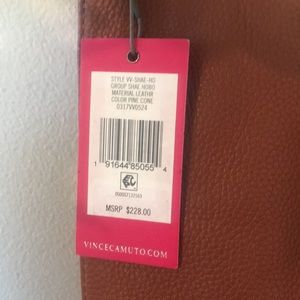 STYLE VV-SHAE-HO
GROUP SHAE HOBO
MATERIAL LEATHR
COLOR PINE CONE
0317VV0524
1 91644 85055 4
MSRP $228.00
VINCECAMUTO.COM